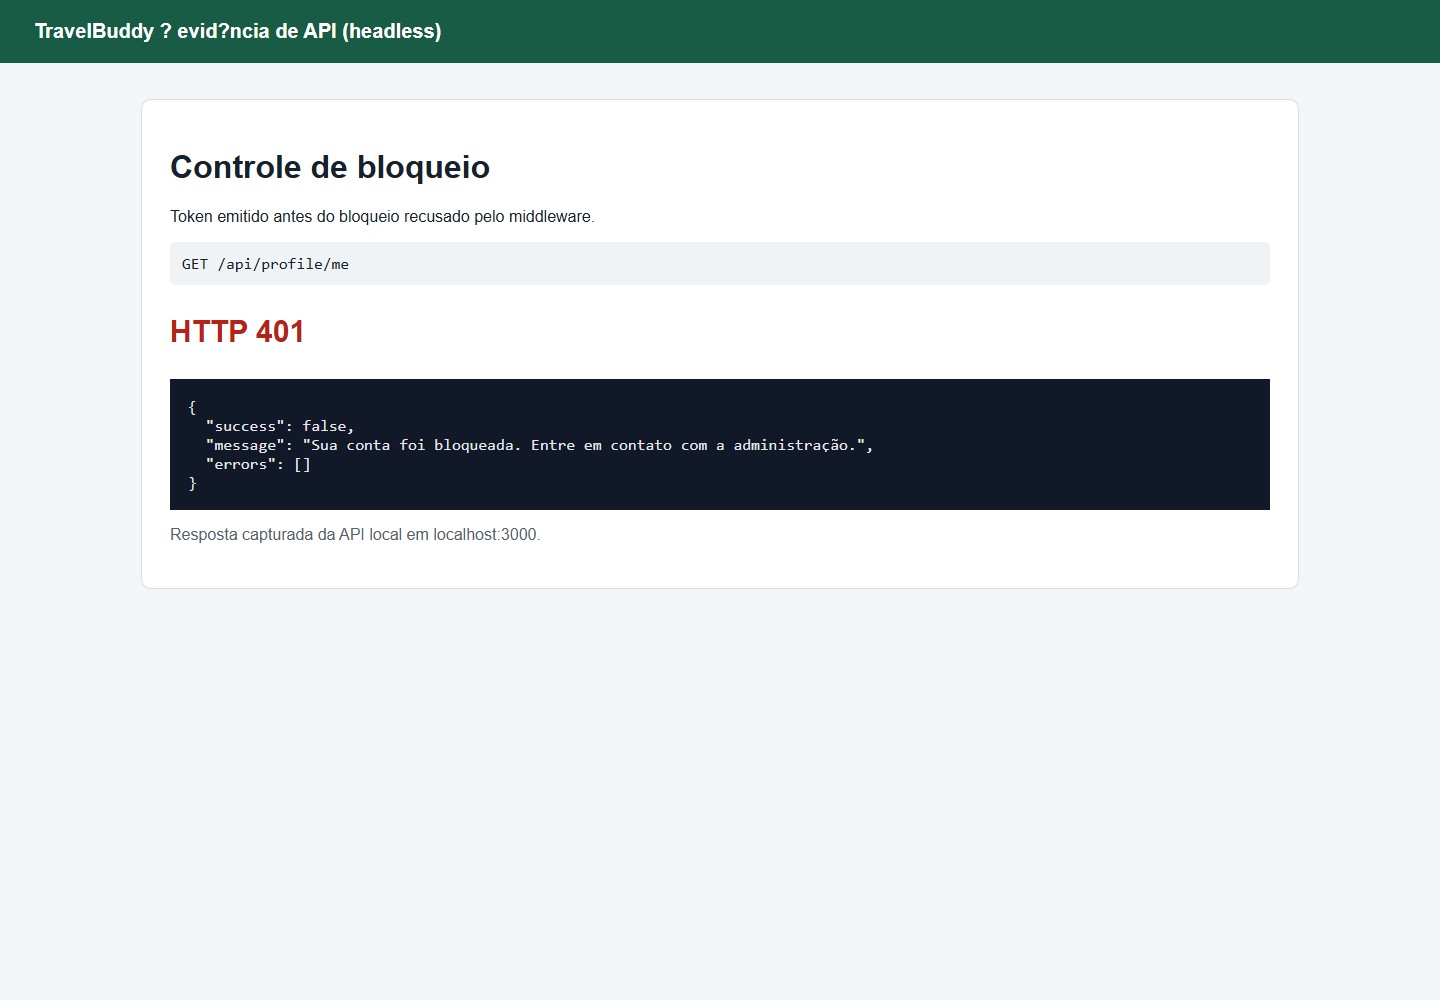 TravelBuddy ? evid?ncia de API (headless)
Controle de bloqueio
Token emitido antes do bloqueio recusado pelo middleware.
GET /api/profile/me
HTTP 401
{
  "success": false,
  "message": "Sua conta foi bloqueada. Entre em contato com a administração.",
  "errors": []
}
Resposta capturada da API local em localhost:3000.